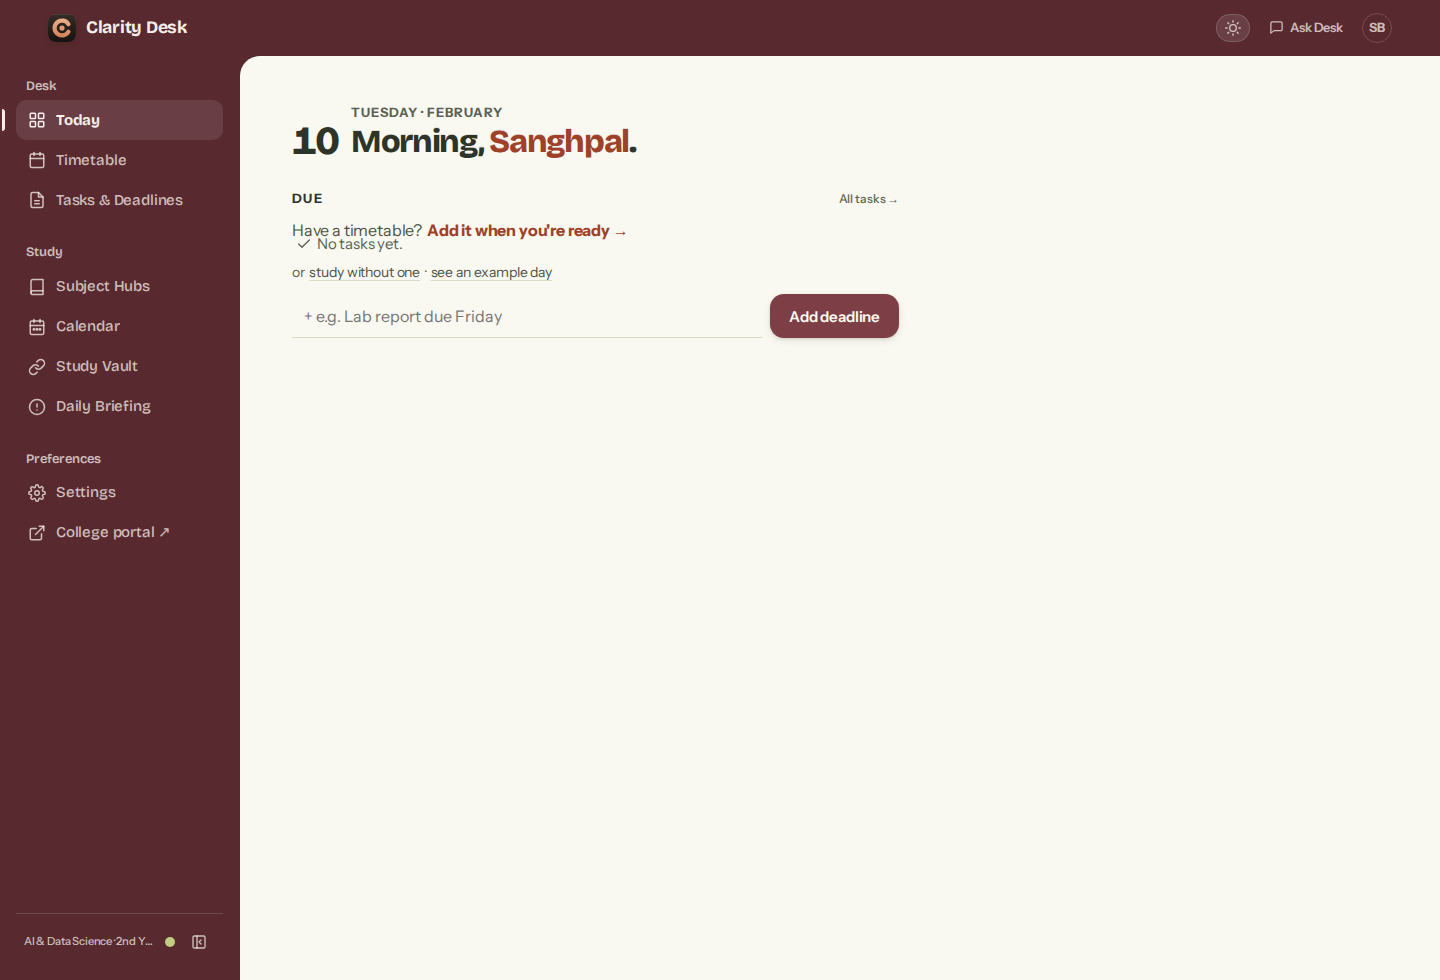 Clarity Desk
Ask Desk
SB
Desk
Today
Timetable
Tasks & Deadlines
Study
Subject Hubs
Calendar
Study Vault
Daily Briefing
Preferences
Settings
College portal ↗
AI & Data Science · 2nd Y...
TUESDAY · FEBRUARY
10 Morning, Sanghpal.
DUE
All tasks →
Have a timetable? Add it when you're ready →
No tasks yet.
or study without one · see an example day
+ e.g. Lab report due Friday
Add deadline